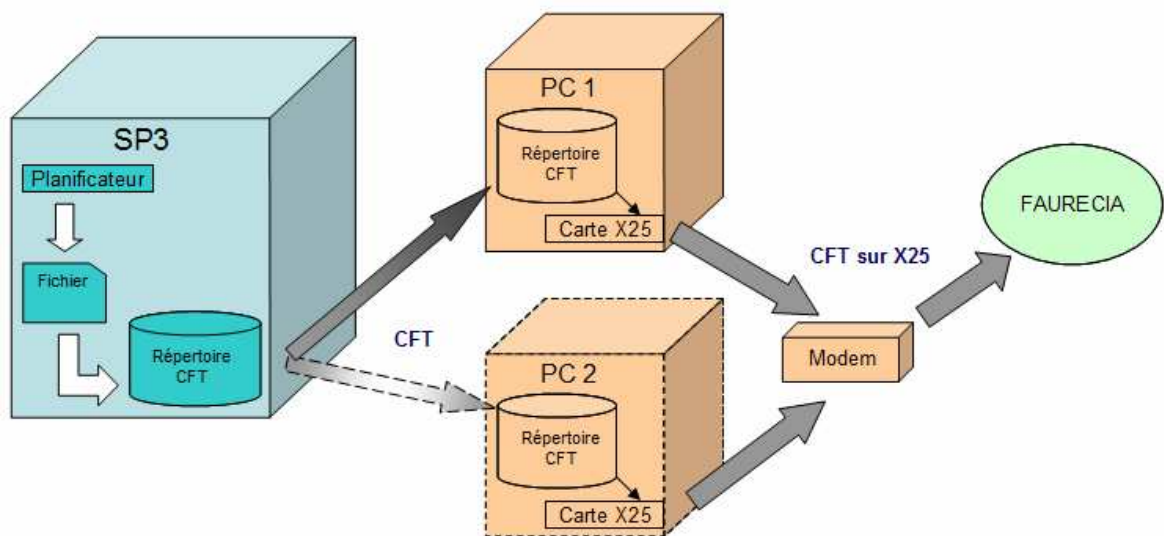 SP3
Planificateur
Fichier
Répertoire
CFT
CFT
PC 1
Répertoire
CFT
Carte X25
PC 2
Répertoire
CFT
Carte X25
CFT sur X25
Modem
FAURECIA